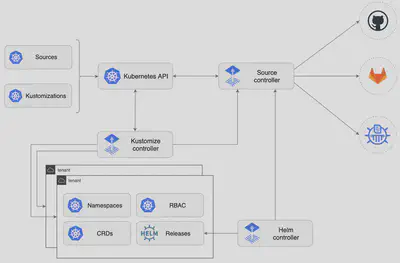 Sources
Kustomizations
Kubernetes API
Source
controller
Kustomize
controller
tenant
tenant
Namespaces
RBAC
CRDs
HELM
Releases
Helm
controller